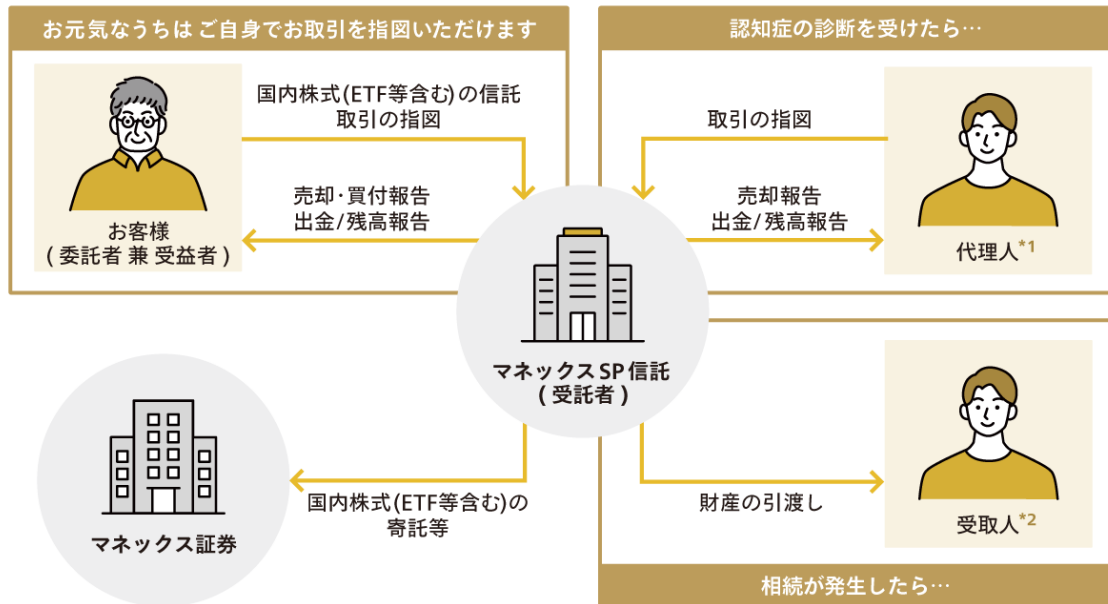 お元気なうちは ご自身でお取引を指図いただけます
国内株式(ETF等含む)の信託
取引の指図
売却・買付報告
出金/残高報告
お客様
(委託者 兼 受益者)
認知症の診断を受けたら…
取引の指図
売却報告
出金/残高報告
代理人*1
マネックスSP信託
(受託者)
国内株式(ETF等含む)の
寄託等
マネックス証券
財産の引渡し
受取人*2
相続が発生したら…